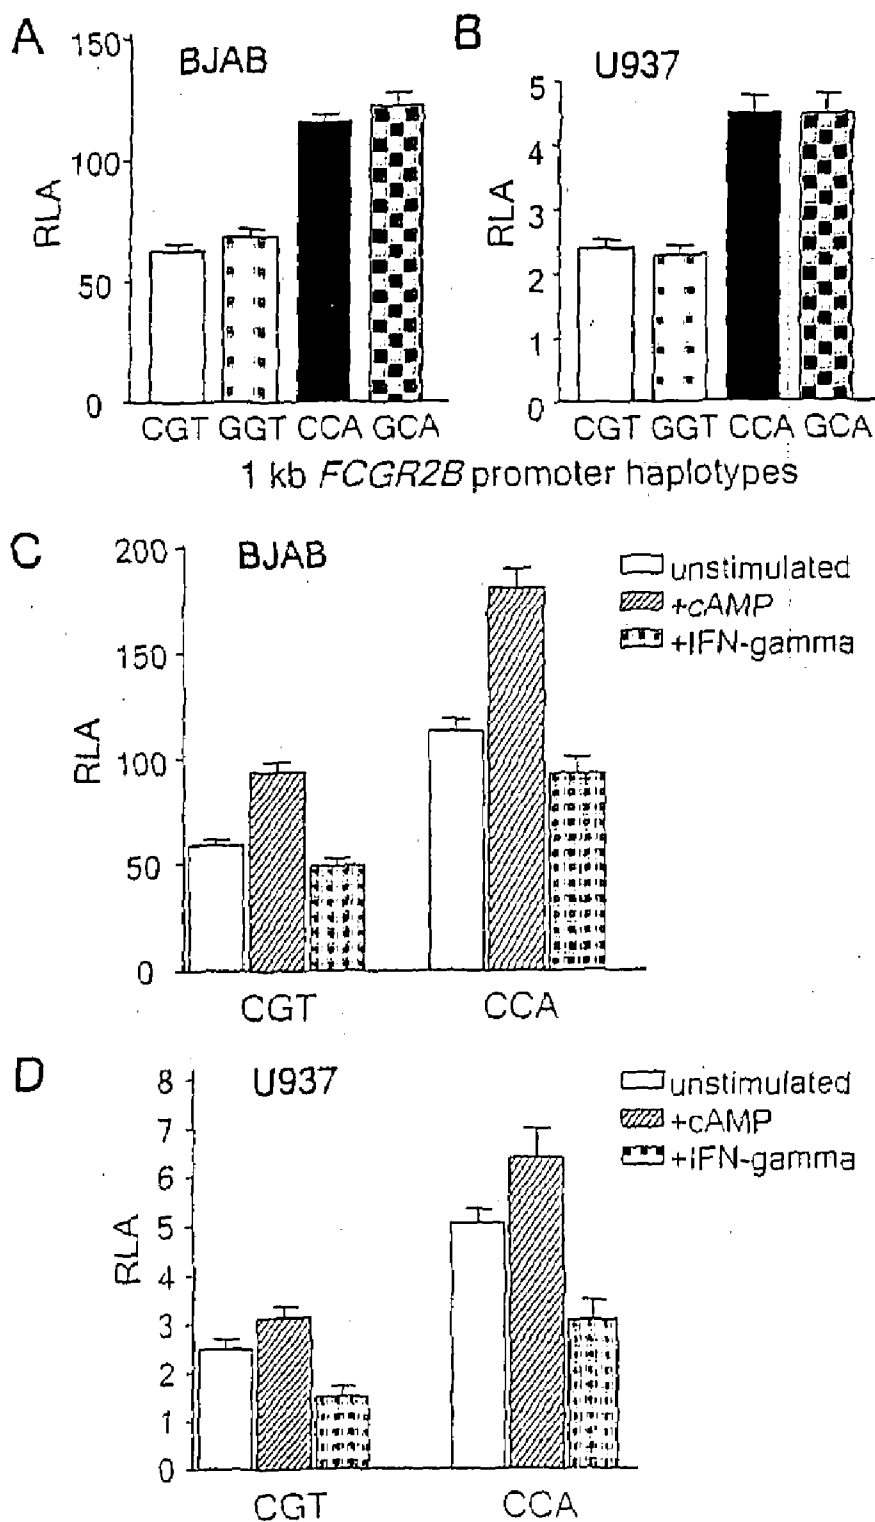 A
BJAB
150
100
50
0
RLA
CGT GGT CCA GCA
B
U937
5
4
3
2
1
0
RLA
CGT GGT CCA GCA
1 kb FCGR2B promoter haplotypes
C
BJAB
200
150
100
50
0
RLA
unstimulated
+cAMP
+IFN-gamma
CGT CCA
D
U937
8
7
6
5
4
3
2
1
0
RLA
unstimulated
+cAMP
+IFN-gamma
CGT CCA